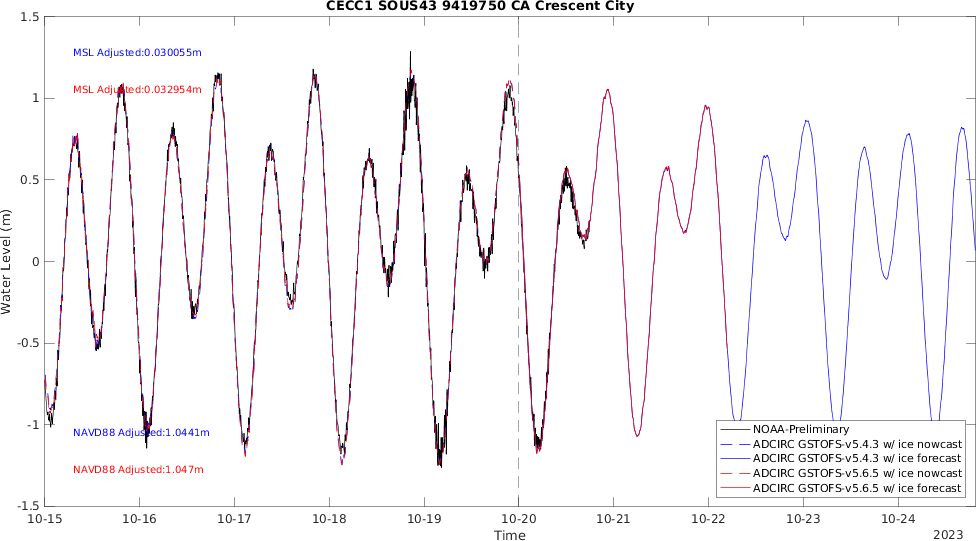 CECC1 SOUS43 9419750 CA Crescent City
1.5
MSL Adjusted:0.030055m
1
MSL Adjusted:0.032954m
0.5
0
Water Level (m)
-0.5
-1
NAVD88 Adjusted:1.0441m
NAVD88 Adjusted:1.047m
-1.5
NOAA-Preliminary
ADCIRC GSTOFS-v5.4.3 w/ ice nowcast
ADCIRC GSTOFS-v5.4.3 w/ ice forecast
ADCIRC GSTOFS-v5.6.5 w/ ice nowcast
ADCIRC GSTOFS-v5.6.5 w/ ice forecast
10-15 10-16 10-17 10-18 10-19 10-20 10-21 10-22 10-23 10-24
Time
2023